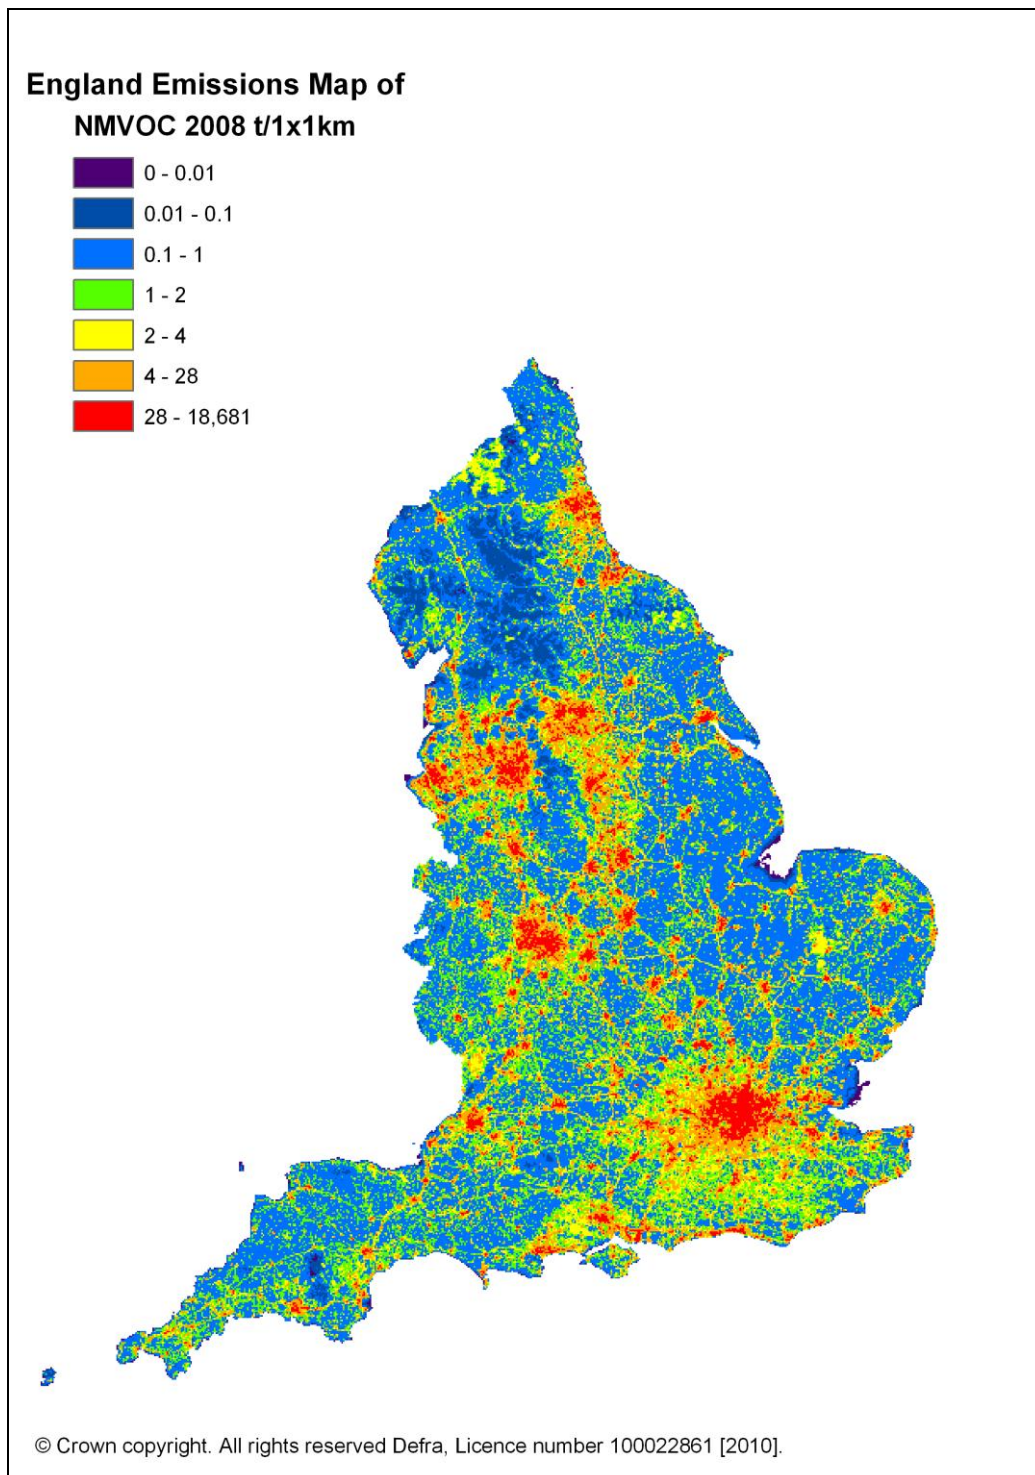 England Emissions Map of
NMVOC 2008 t/1x1km
0 - 0.01
0.01 - 0.1
0.1 - 1
1 - 2
2 - 4
4 - 28
28 - 18,681
© Crown copyright. All rights reserved Defra, Licence number 100022861 [2010].